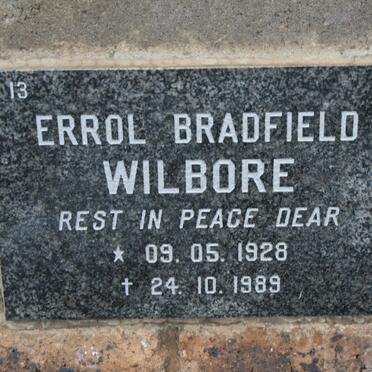 13
ERROL BRADFIELD
WILBORE
REST IN PEACE DEAR
★ 09. 05. 1928
† 24. 10. 1989